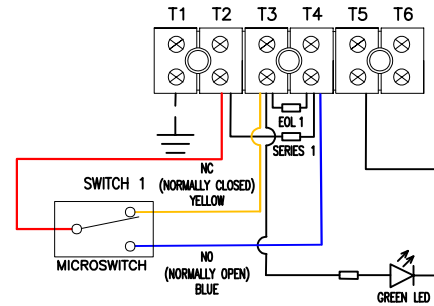 T1 T2 T3 T4 T5 T6
EOL 1
SERIES 1
NC
(NORMALLY CLOSED)
YELLOW
SWITCH 1
MICROSWITCH
NO
(NORMALLY OPEN)
BLUE
GREEN LED